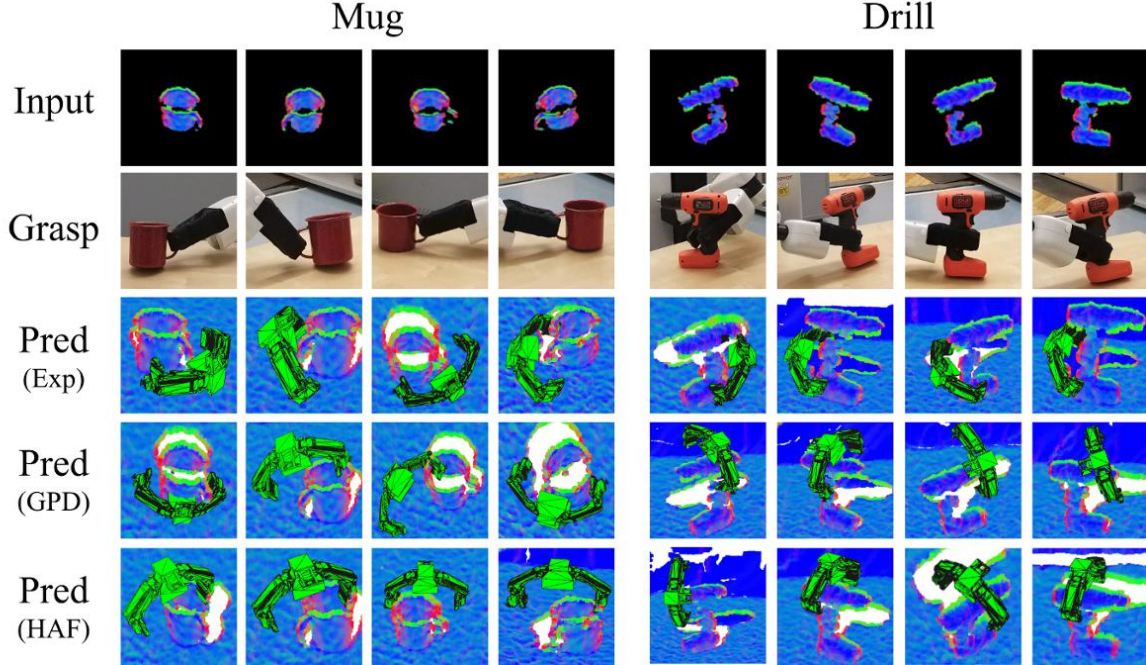 Mug Drill
Input
Grasp
Pred
(Exp)
Pred
(GPD)
Pred
(HAF)